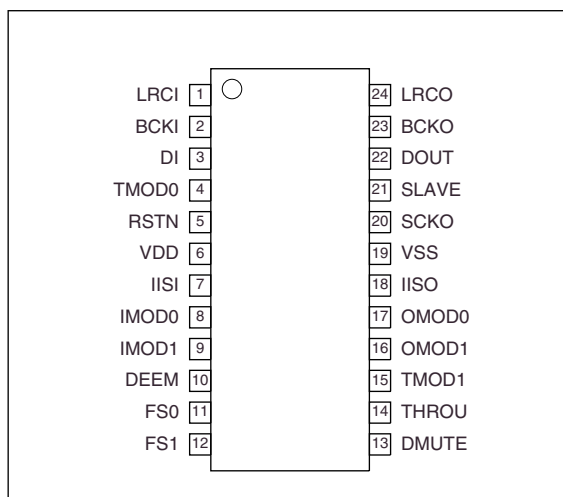 LRCI 1 24 LRCO
BCKI 2 23 BCKO
DI 3 22 DOUT
TMOD0 4 21 SLAVE
RSTN 5 20 SCKO
VDD 6 19 VSS
IISI 7 18 IISO
IMOD0 8 17 OMOD0
IMOD1 9 16 OMOD1
DEEM 10 15 TMOD1
FS0 11 14 THROU
FS1 12 13 DMUTE